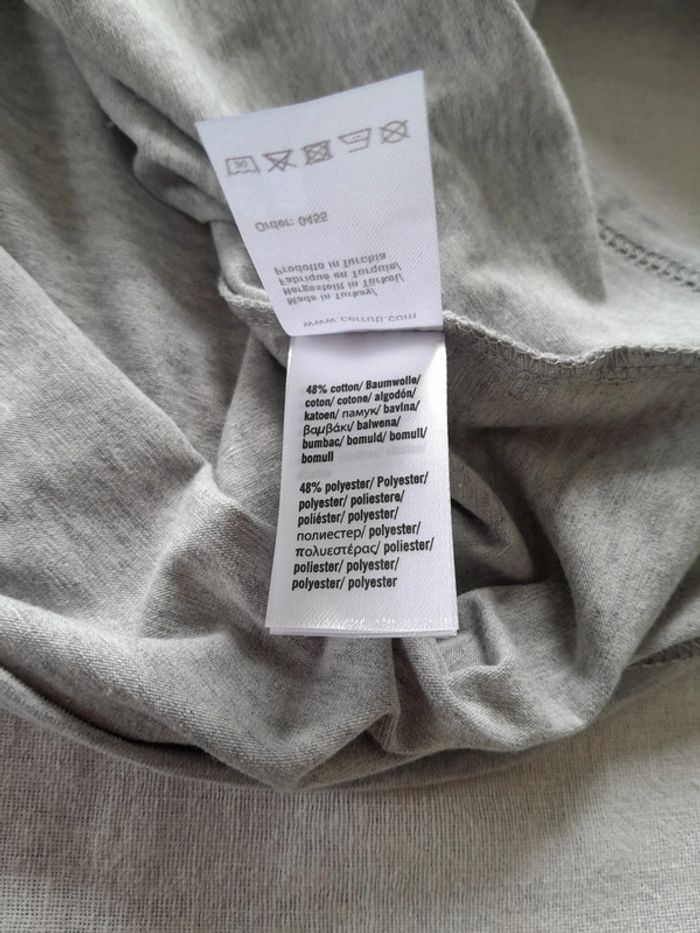 Order: 0455
Prodotto in Turchia
Fabriqué en Turquie/
Hergestellt in Türkei/
Made in Turkey/
www.cerruti.com
48% cotton/ Baumwolle/
coton/ cotone/ algodón/
katoen/ памук/ bavlna/
βαμβάκι/ balwena/
bumbac/ bomuld/ bomull/
bomull
48% polyester/ Polyester/
polyester/ poliestere/
poliéster/ polyester/
полиестер/ polyester/
πολυεστέρας/ poliester/
poliester/ polyester/
polyester/ polyester